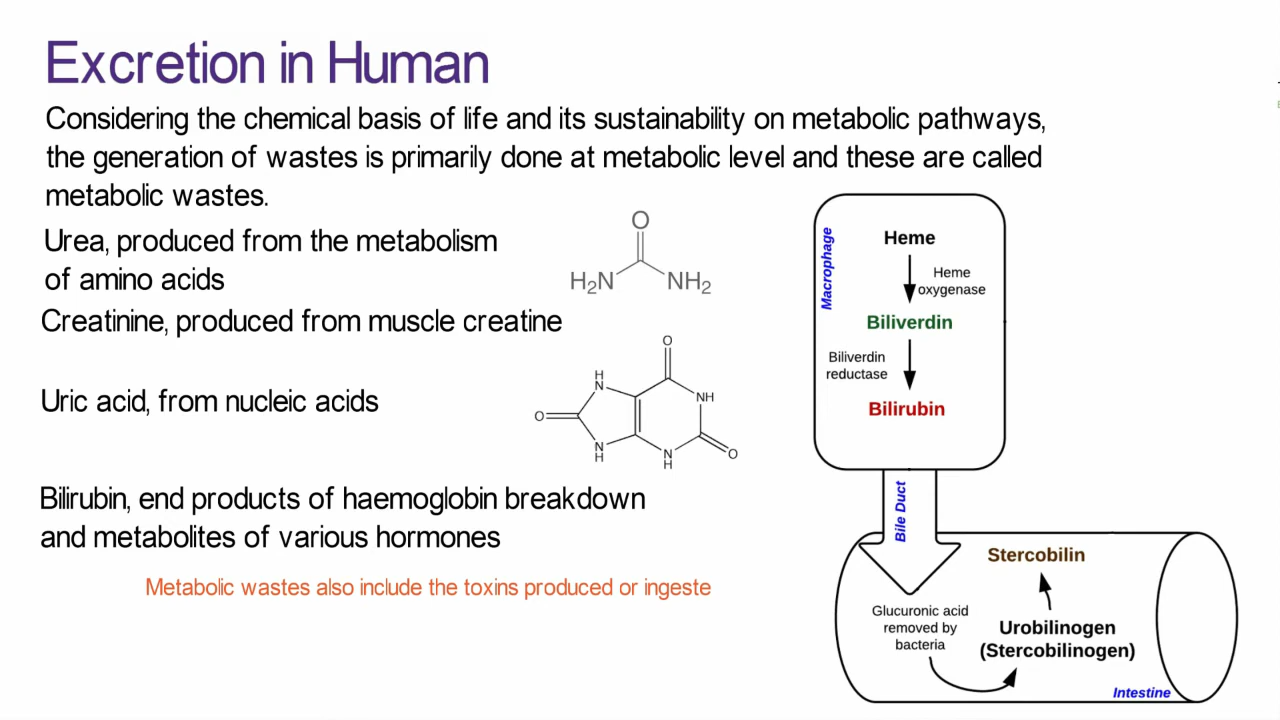 Excretion in Human
Considering the chemical basis of life and its sustainability on metabolic pathways,
the generation of wastes is primarily done at metabolic level and these are called
metabolic wastes.
Urea, produced from the metabolism
of amino acids
O
H₂N NH₂
Creatinine, produced from muscle creatine
Uric acid, from nucleic acids
O
H
N
NH
O
N
H
N
H
O
Bilirubin, end products of haemoglobin breakdown
and metabolites of various hormones
Metabolic wastes also include the toxins produced or ingeste
Macrophage
Heme
Heme
oxygenase
Biliverdin
Biliverdin
reductase
Bilirubin
Bile Duct
Stercobilin
Glucuronic acid
removed by
bacteria
Urobilinogen
(Stercobilinogen)
Intestine